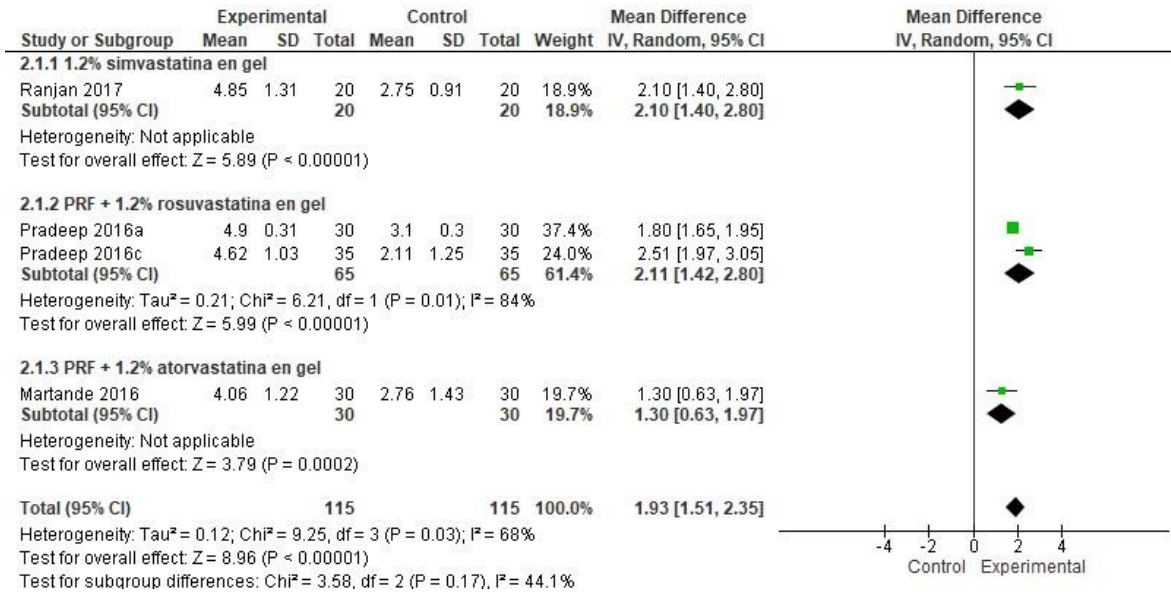 Experimental Control Mean Difference Mean Difference
Study or Subgroup Mean SD Total Mean SD Total Weight IV, Random, 95% CI IV, Random, 95% CI
2.1.1 1.2% simvastatina en gel
Ranjan 2017 4.85 1.31 20 2.75 0.91 20 18.9% 2.10 [1.40, 2.80]
Subtotal (95% CI) 20 20 18.9% 2.10 [1.40, 2.80]
Heterogeneity: Not applicable
Test for overall effect: Z = 5.89 (P < 0.00001)
2.1.2 PRF + 1.2% rosuvastatina en gel
Pradeep 2016a 4.9 0.31 30 3.1 0.3 30 37.4% 1.80 [1.65, 1.95]
Pradeep 2016c 4.62 1.03 35 2.11 1.25 35 24.0% 2.51 [1.97, 3.05]
Subtotal (95% CI) 65 65 61.4% 2.11 [1.42, 2.80]
Heterogeneity: Tau² = 0.21; Chi² = 6.21, df = 1 (P = 0.01); I² = 84%
Test for overall effect: Z = 5.99 (P < 0.00001)
2.1.3 PRF + 1.2% atorvastatina en gel
Martande 2016 4.06 1.22 30 2.76 1.43 30 19.7% 1.30 [0.63, 1.97]
Subtotal (95% CI) 30 30 19.7% 1.30 [0.63, 1.97]
Heterogeneity: Not applicable
Test for overall effect: Z = 3.79 (P = 0.0002)
Total (95% CI) 115 115 100.0% 1.93 [1.51, 2.35]
Heterogeneity: Tau² = 0.12; Chi² = 9.25, df = 3 (P = 0.03); I² = 68%
Test for overall effect: Z = 8.96 (P < 0.00001)
Test for subgroup differences: Chi² = 3.58, df = 2 (P = 0.17), I² = 44.1%
-4 -2 0 2 4
Control Experimental